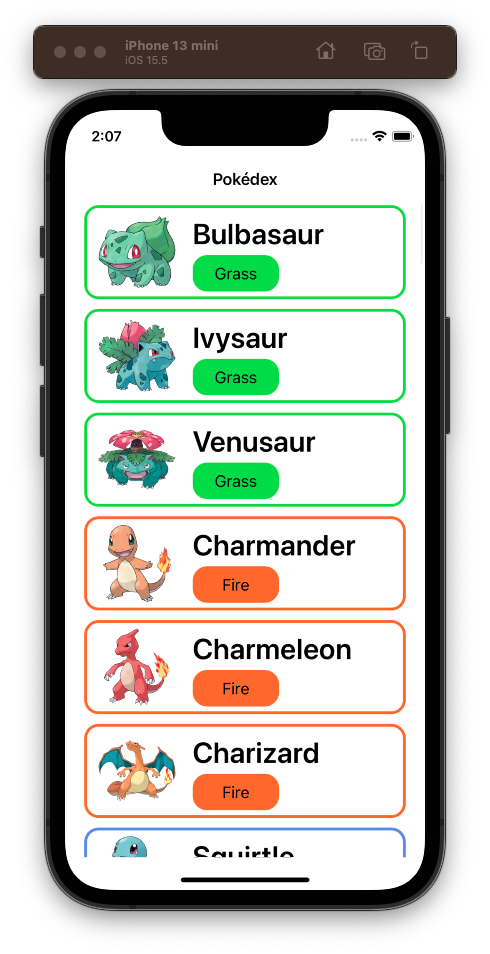 iPhone 13 mini
iOS 15.5
2:07
Pokédex
Bulbasaur
Grass
Ivysaur
Grass
Venusaur
Grass
Charmander
Fire
Charmeleon
Fire
Charizard
Fire
Squirtle